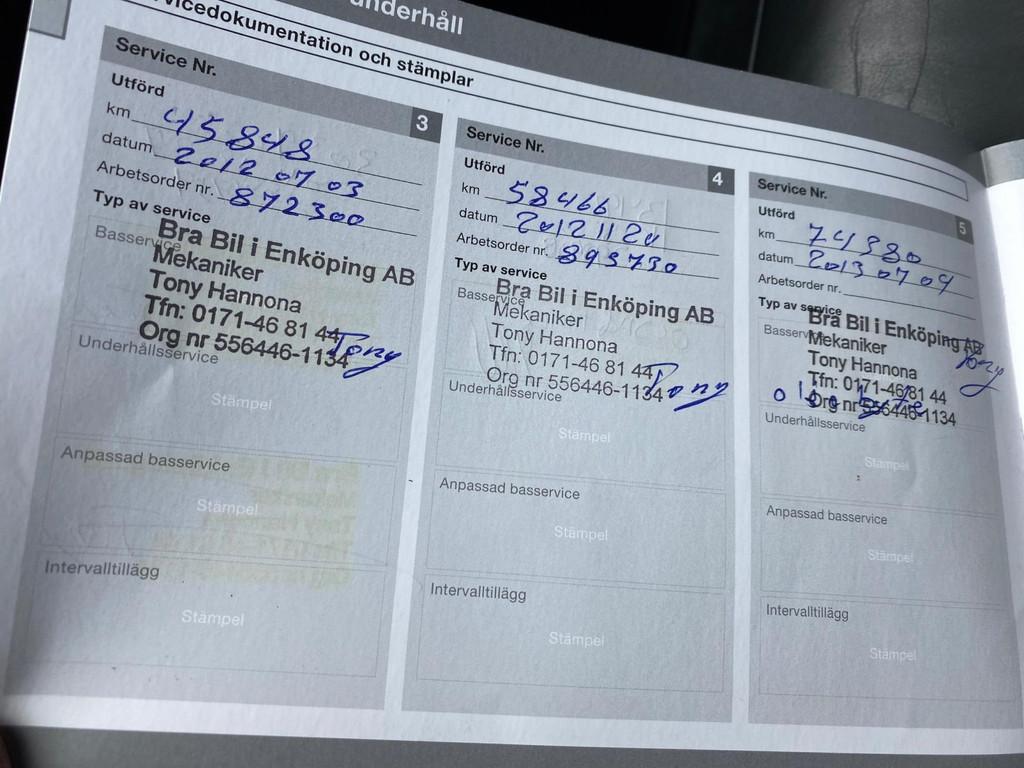 underhåll
vicedokumentation och stämplar
Service Nr. 3
Utförd
km 45848
datum 2012 07 03
Arbetsorder nr. 872300
Typ av service
Basservice
Bra Bil i Enköping AB
Mekaniker
Tony Hannona
Tfn: 0171-46 81 44
Org nr 556446-1134
Tony
Underhållsservice
Stämpel
Anpassad basservice
Stämpel
Intervalltillägg
Stämpel
Service Nr. 4
Utförd
km 58466
datum 2012 11 20
Arbetsorder nr. 893730
Typ av service
Basservice
Bra Bil i Enköping AB
Mekaniker
Tony Hannona
Tfn: 0171-46 81 44
Org nr 556446-1134
Tony
Underhållsservice
Stämpel
Anpassad basservice
Stämpel
Intervalltillägg
Stämpel
Service Nr. 5
Utförd
km 74380
datum 2013 07 04
Arbetsorder nr.
Typ av service
Basservice
Bra Bil i Enköping AB
Mekaniker
Tony Hannona
Tfn: 0171-46 81 44
Org nr 556446-1134
Tony
Underhållsservice
Stämpel
Anpassad basservice
Stämpel
Intervalltillägg
Stämpel